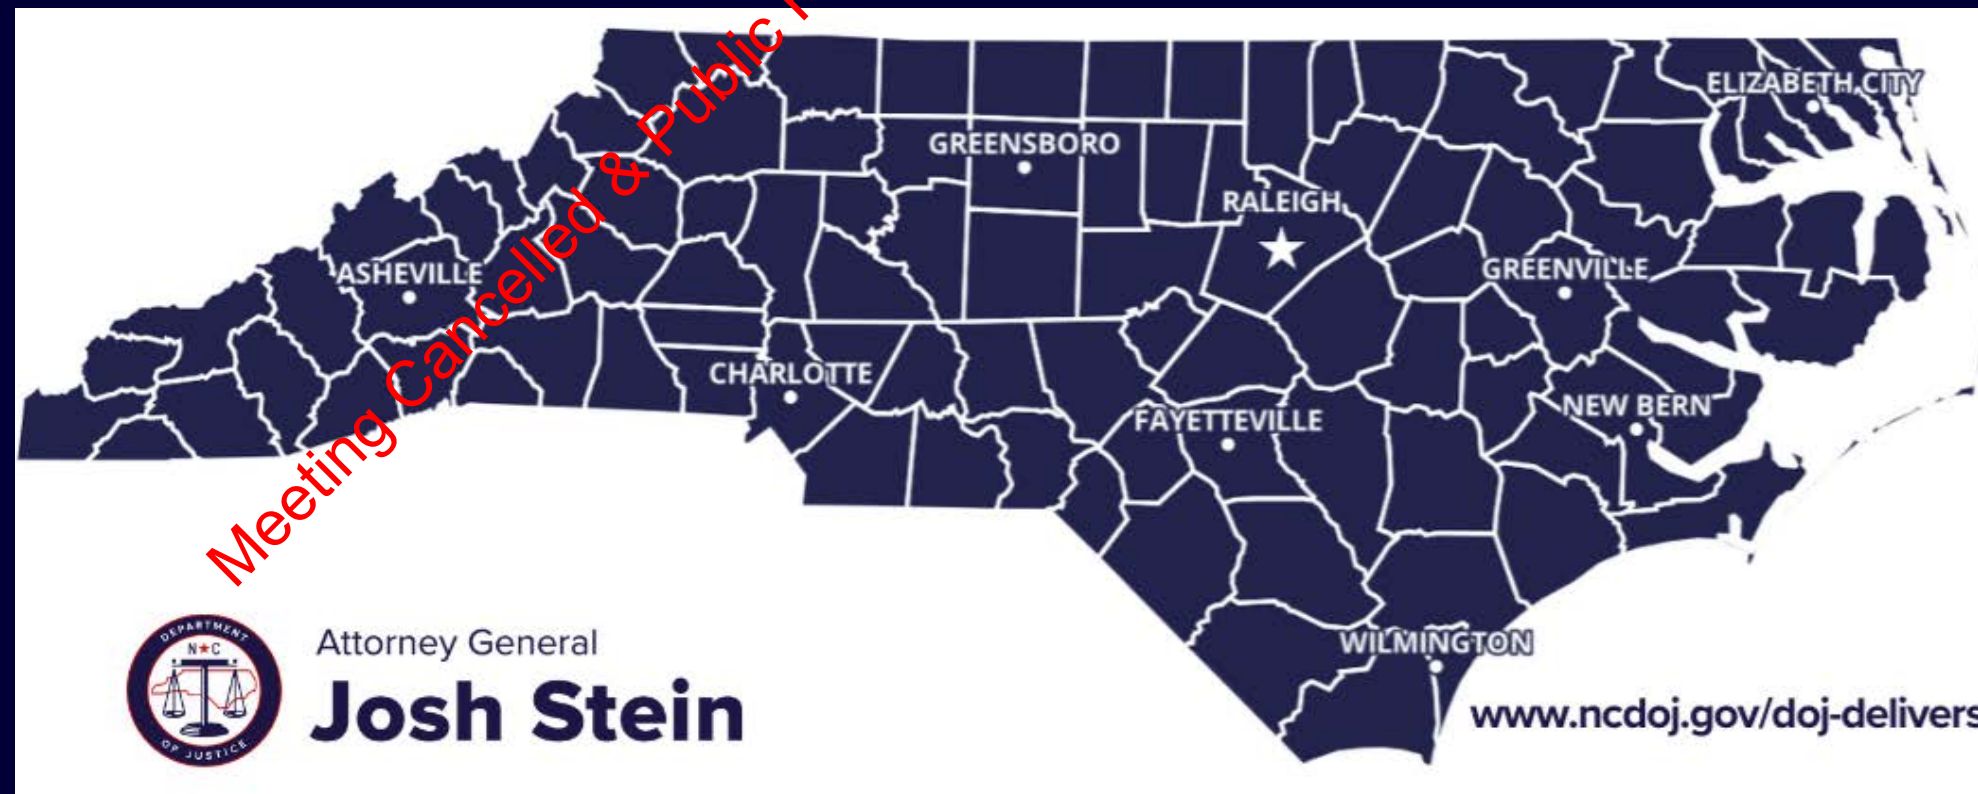 ELIZABETH CITY
GREENSBORO
RALEIGH
ASHEVILLE
GREENVILLE
CHARLOTTE
NEW BERN
FAYETTEVILLE
WILMINGTON
Meeting Cancelled & Public
DEPARTMENT
N★C
OF JUSTICE
Attorney General
Josh Stein
www.ncdoj.gov/doj-delivers